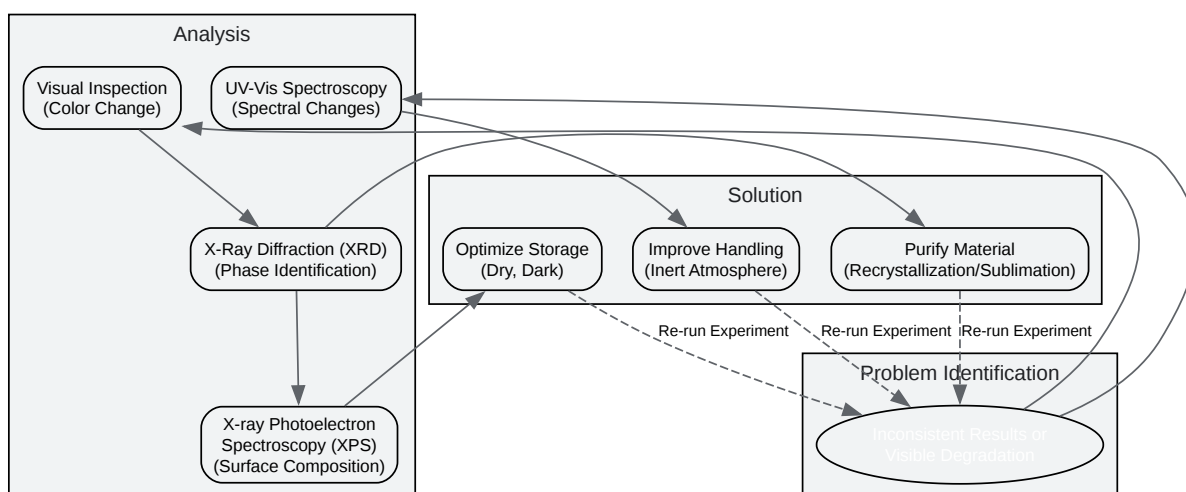 Analysis
Visual Inspection
(Color Change)
UV-Vis Spectroscopy
(Spectral Changes)
X-Ray Diffraction (XRD)
(Phase Identification)
X-ray Photoelectron
Spectroscopy (XPS)
(Surface Composition)
Solution
Optimize Storage
(Dry, Dark)
Improve Handling
(Inert Atmosphere)
Purify Material
(Recrystallization/Sublimation)
Re-run Experiment
Re-run Experiment
Re-run Experiment
Problem Identification
Inconsistent Results or
Visible Degradation